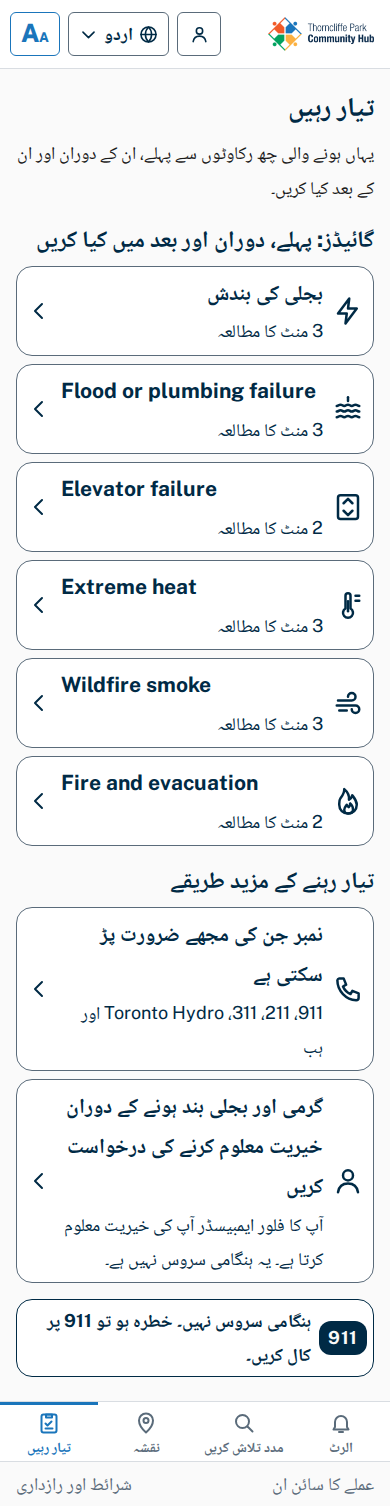 Thorncliffe Park
Community Hub
اردو
AA
تیار رہیں
یہاں ہونے والی چھ رکاوٹوں سے پہلے، ان کے دوران اور ان
کے بعد کیا کریں۔
گائیڈز: پہلے، دوران اور بعد میں کیا کریں
بجلی کی بندش
3 منٹ کا مطالعہ
Flood or plumbing failure
3 منٹ کا مطالعہ
Elevator failure
2 منٹ کا مطالعہ
Extreme heat
3 منٹ کا مطالعہ
Wildfire smoke
3 منٹ کا مطالعہ
Fire and evacuation
2 منٹ کا مطالعہ
تیار رہنے کے مزید طریقے
نمبر جن کی مجھے ضرورت پڑ
سکتی ہے
911، 211، 311، Toronto Hydro اور
ہب
گرمی اور بجلی بند ہونے کے دوران
خیریت معلوم کرنے کی درخواست
کریں
آپ کا فلور ایمبیسڈر آپ کی خیریت معلوم
کرتا ہے۔ یہ ہنگامی سروس نہیں ہے۔
911
ہنگامی سروس نہیں۔ خطرہ ہو تو 911 پر
کال کریں۔
الرٹ
مدد تلاش کریں
نقشہ
تیار رہیں
عملے کا سائن ان
شرائط اور رازداری